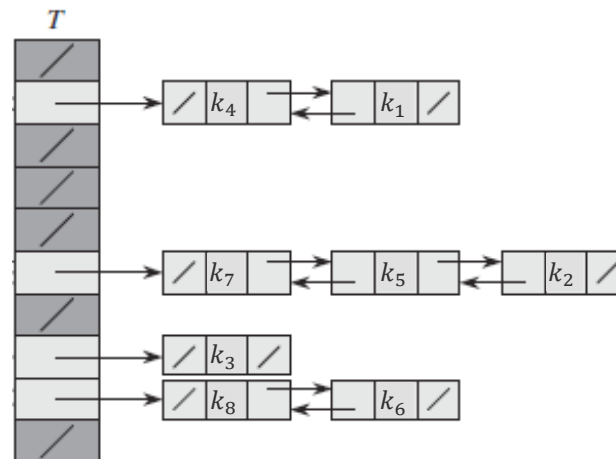 T
k₄ k₁
k₇ k₅ k₂
k₃
k₈ k₆